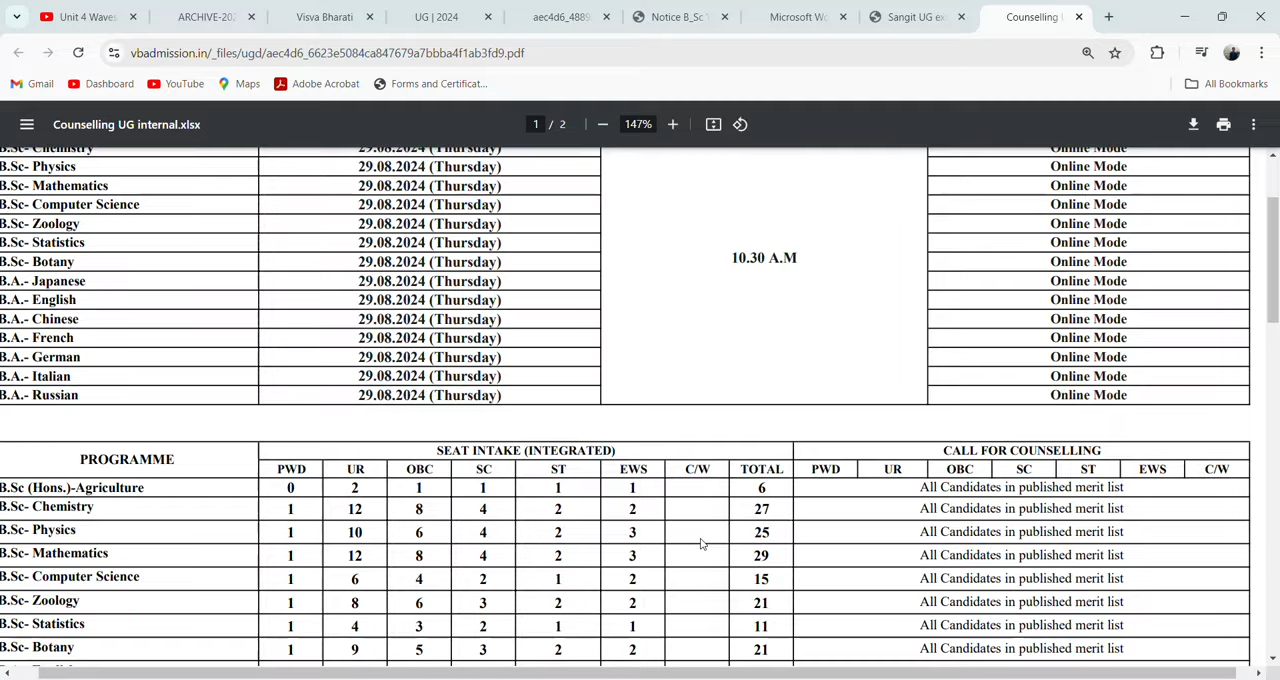 Unit 4 Waves
ARCHIVE-202
Visva Bharati
UG | 2024
aec4d6_4889
Notice B_Sc
Microsoft Wo
Sangit UG ex
Counselling
vbadmission.in/_files/ugd/aec4d6_6623e5084ca847679a7bbba4f1ab3fd9.pdf
Gmail Dashboard YouTube Maps Adobe Acrobat Forms and Certificat... All Bookmarks
Counselling UG internal.xlsx 1 / 2 147%
B.Sc- Chemistry 29.08.2024 (Thursday) Online Mode
B.Sc- Physics 29.08.2024 (Thursday) Online Mode
B.Sc- Mathematics 29.08.2024 (Thursday) Online Mode
B.Sc- Computer Science 29.08.2024 (Thursday) Online Mode
B.Sc- Zoology 29.08.2024 (Thursday) Online Mode
B.Sc- Statistics 29.08.2024 (Thursday) Online Mode
B.Sc- Botany 29.08.2024 (Thursday) 10.30 A.M Online Mode
B.A.- Japanese 29.08.2024 (Thursday) Online Mode
B.A.- English 29.08.2024 (Thursday) Online Mode
B.A.- Chinese 29.08.2024 (Thursday) Online Mode
B.A.- French 29.08.2024 (Thursday) Online Mode
B.A.- German 29.08.2024 (Thursday) Online Mode
B.A.- Italian 29.08.2024 (Thursday) Online Mode
B.A.- Russian 29.08.2024 (Thursday) Online Mode
PROGRAMME SEAT INTAKE (INTEGRATED) CALL FOR COUNSELLING
PWD UR OBC SC ST EWS C/W TOTAL PWD UR OBC SC ST EWS C/W
B.Sc (Hons.)-Agriculture 0 2 1 1 1 1 6 All Candidates in published merit list
B.Sc- Chemistry 1 12 8 4 2 2 27 All Candidates in published merit list
B.Sc- Physics 1 10 6 4 2 3 25 All Candidates in published merit list
B.Sc- Mathematics 1 12 8 4 2 3 29 All Candidates in published merit list
B.Sc- Computer Science 1 6 4 2 1 2 15 All Candidates in published merit list
B.Sc- Zoology 1 8 6 3 2 2 21 All Candidates in published merit list
B.Sc- Statistics 1 4 3 2 1 1 11 All Candidates in published merit list
B.Sc- Botany 1 9 5 3 2 2 21 All Candidates in published merit list